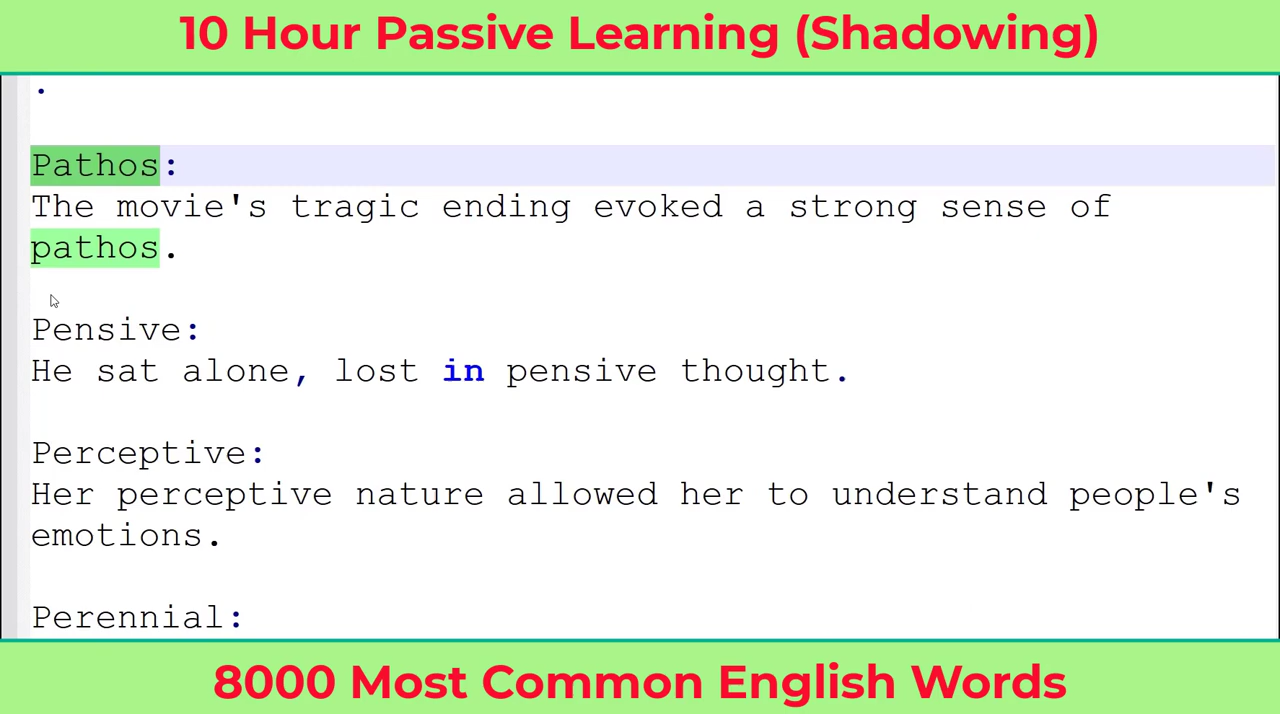 10 Hour Passive Learning (Shadowing)
.
Pathos:
The movie's tragic ending evoked a strong sense of
pathos.
Pensive:
He sat alone, lost in pensive thought.
Perceptive:
Her perceptive nature allowed her to understand people's
emotions.
Perennial:
8000 Most Common English Words